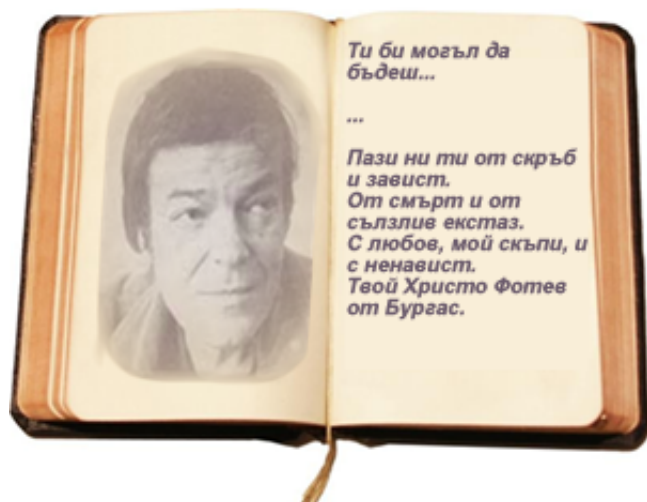 Ти би могъл да
бъдеш...
...
Пази ни ти от скръб
и завист.
От смърт и от
сълзлив екстаз.
С любов, мой скъпи, и
с ненавист.
Твой Христо Фотев
от Бургас.